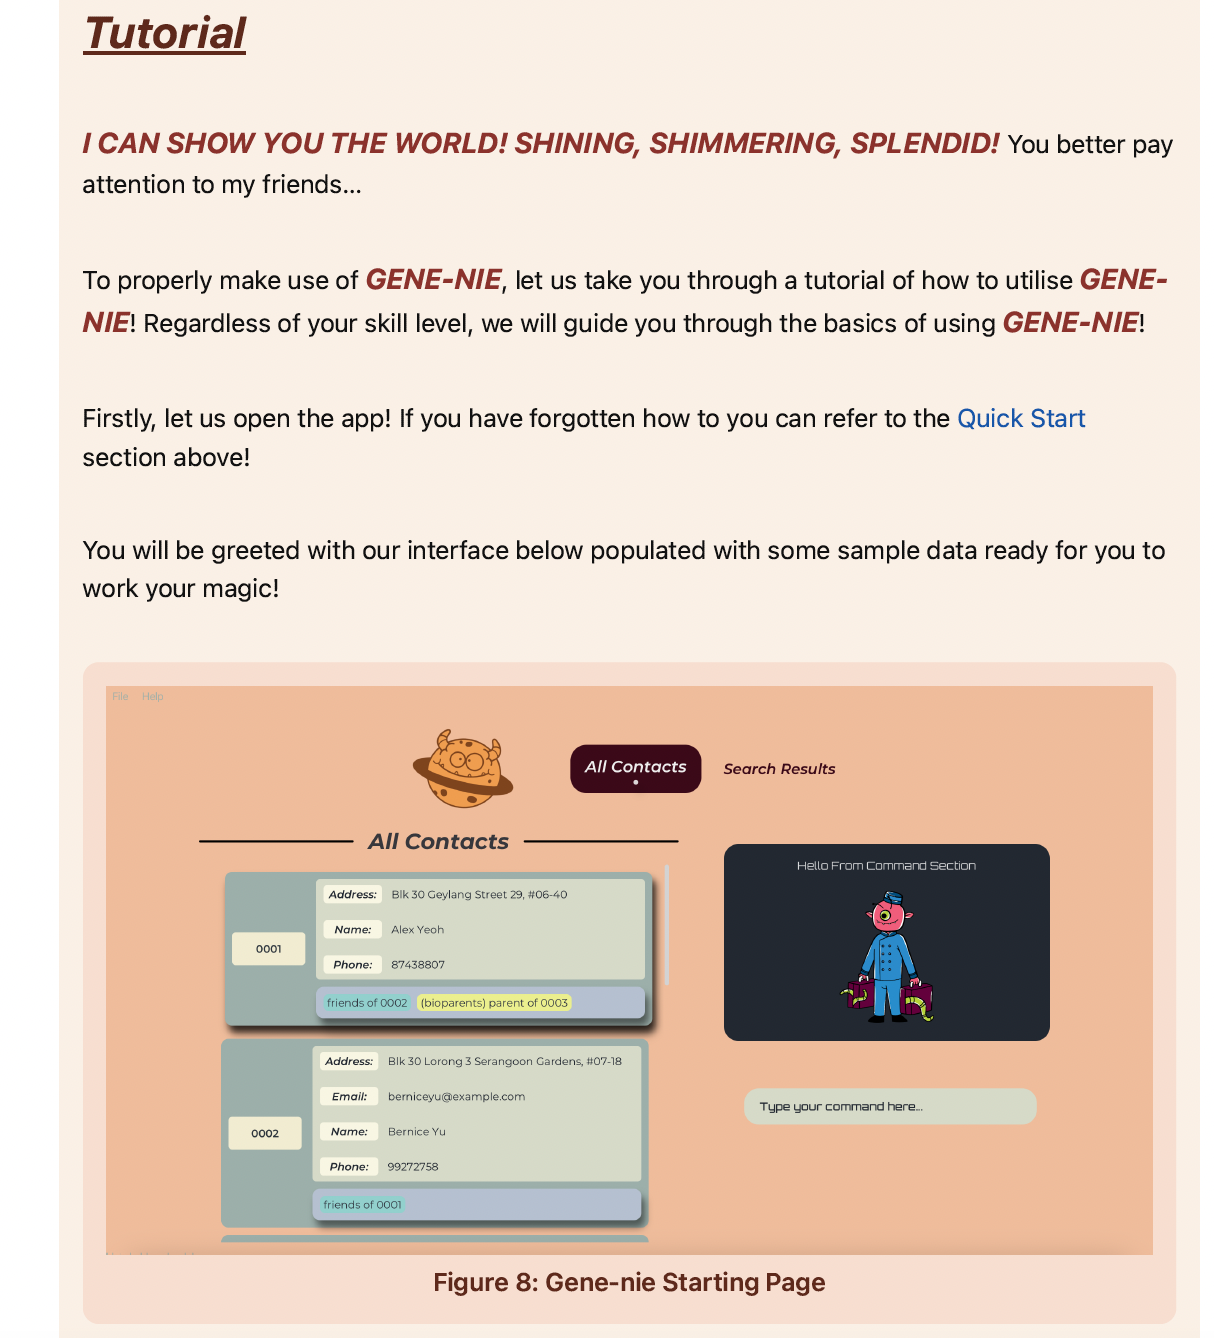 Tutorial
I CAN SHOW YOU THE WORLD! SHINING, SHIMMERING, SPLENDID! You better pay
attention to my friends...
To properly make use of GENE-NIE, let us take you through a tutorial of how to utilise GENE-
NIE! Regardless of your skill level, we will guide you through the basics of using GENE-NIE!
Firstly, let us open the app! If you have forgotten how to you can refer to the Quick Start
section above!
You will be greeted with our interface below populated with some sample data ready for you to
work your magic!
File Help
All Contacts Search Results
All Contacts
0001
Address: Blk 30 Geylang Street 29, #06-40
Name: Alex Yeoh
Phone: 87438807
friends of 0002 (bioparents) parent of 0003
0002
Address: Blk 30 Lorong 3 Serangoon Gardens, #07-18
Email: berniceyu@example.com
Name: Bernice Yu
Phone: 99272758
friends of 0001
Hello From Command Section
Type your command here...
Figure 8: Gene-nie Starting Page